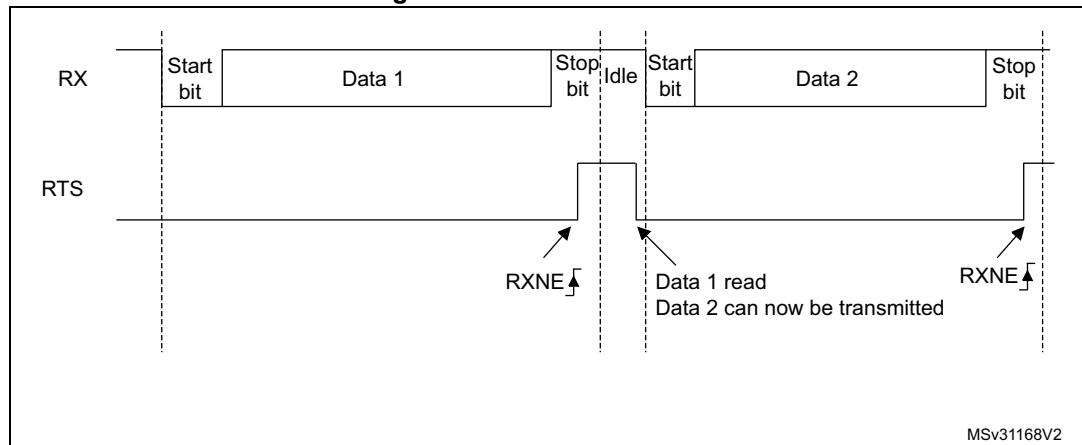 RX
Start
bit
Data 1
Stop
bit
Idle
Start
bit
Data 2
Stop
bit
RTS
RXNE
Data 1 read
Data 2 can now be transmitted
RXNE
MSv31168V2